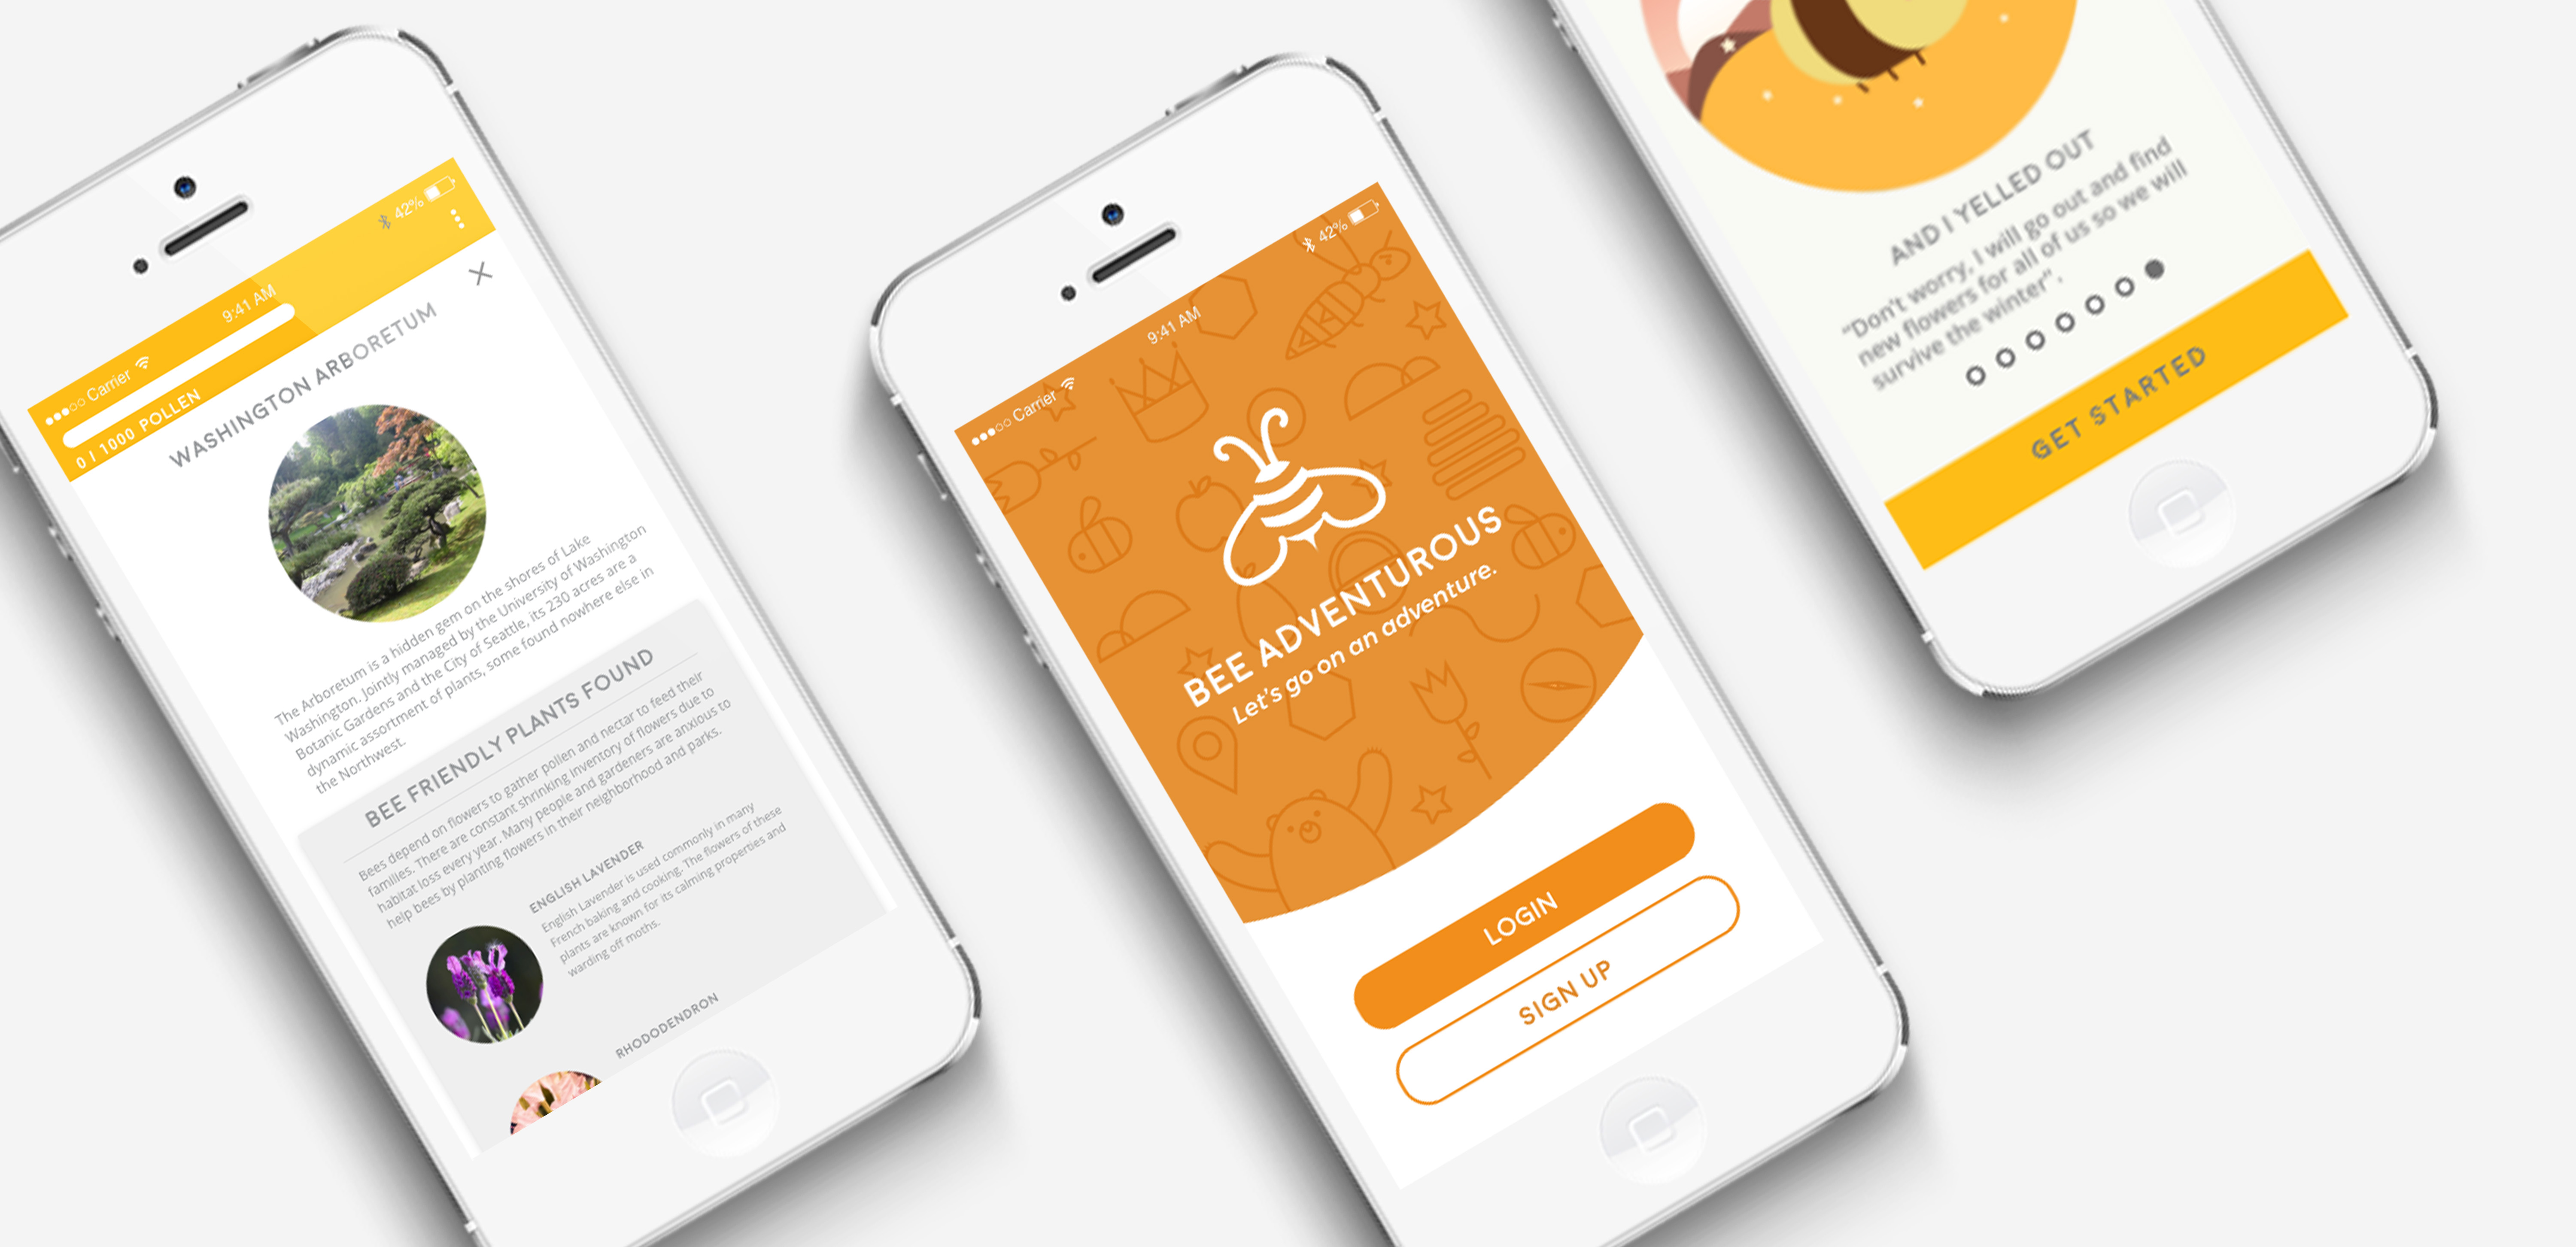 Carrier 9:41 AM 42%
0 | 1000 POLLEN
WASHINGTON ARBORETUM
The Arboretum is a hidden gem on the shores of Lake
Washington. Jointly managed by the University of Washington
Botanic Gardens and the City of Seattle, its 230 acres are a
dynamic assortment of plants, some found nowhere else in
the Northwest.
BEE FRIENDLY PLANTS FOUND
Bees depend on flowers to gather pollen and nectar to feed their
families. There are constant shrinking inventory of flowers due to
habitat loss every year. Many people and gardeners are anxious to
help bees by planting flowers in their neighborhood and parks.
ENGLISH LAVENDER
English Lavender is used commonly in many
French baking and cooking. The flowers of these
plants are known for its calming properties and
warding off moths.
RHODODENDRON
Carrier 9:41 AM 42%
BEE ADVENTUROUS
Let's go on an adventure.
LOGIN
SIGN UP
AND I YELLED OUT
"Don't worry, I will go out and find
new flowers for all of us so we will
survive the winter".
GET STARTED